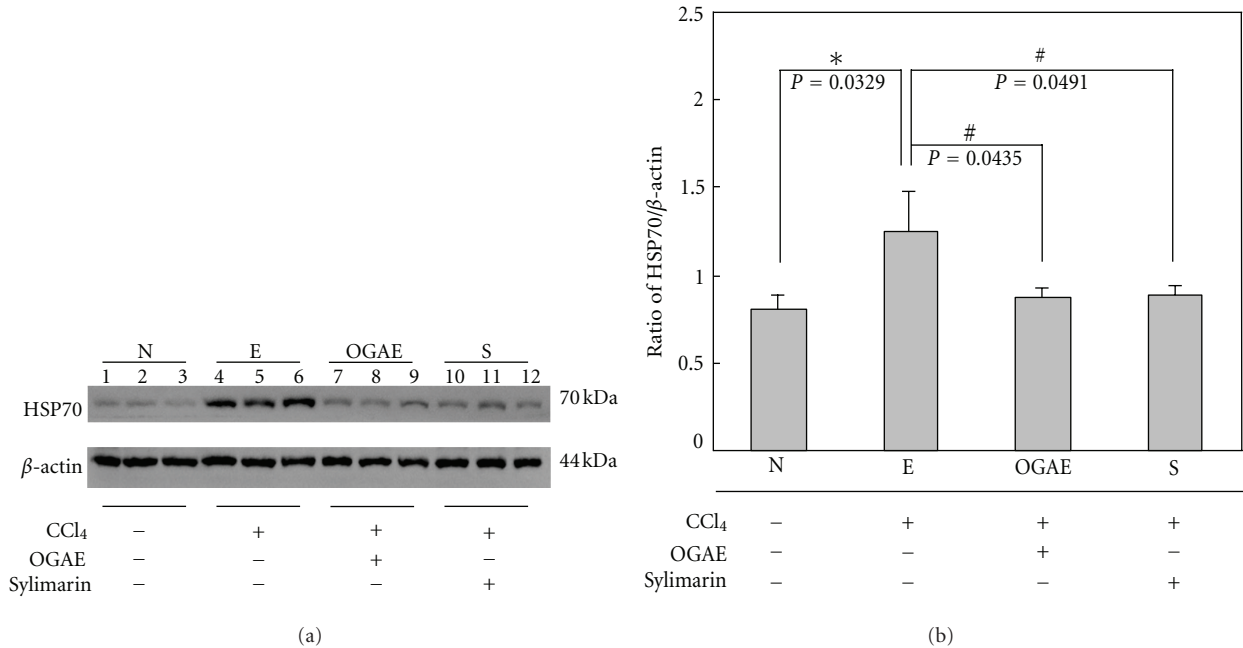 N E OGAE S
1 2 3 4 5 6 7 8 9 10 11 12
HSP70 70 kDa
β-actin 44 kDa
CCl₄ − + + +
OGAE − − + −
Sylimarin − − − +
(a)
Ratio of HSP70/β-actin
2.5
2
1.5
1
0.5
0
* P = 0.0329
# P = 0.0491
# P = 0.0435
N E OGAE S
CCl₄ − + + +
OGAE − − + −
Sylimarin − − − +
(b)